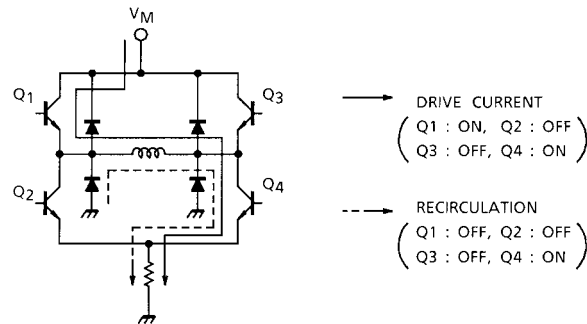 VM
Q1
Q3
Q2
Q4
DRIVE CURRENT
( Q1 : ON, Q2 : OFF
Q3 : OFF, Q4 : ON )
RECIRCULATION
( Q1 : OFF, Q2 : OFF
Q3 : OFF, Q4 : ON )